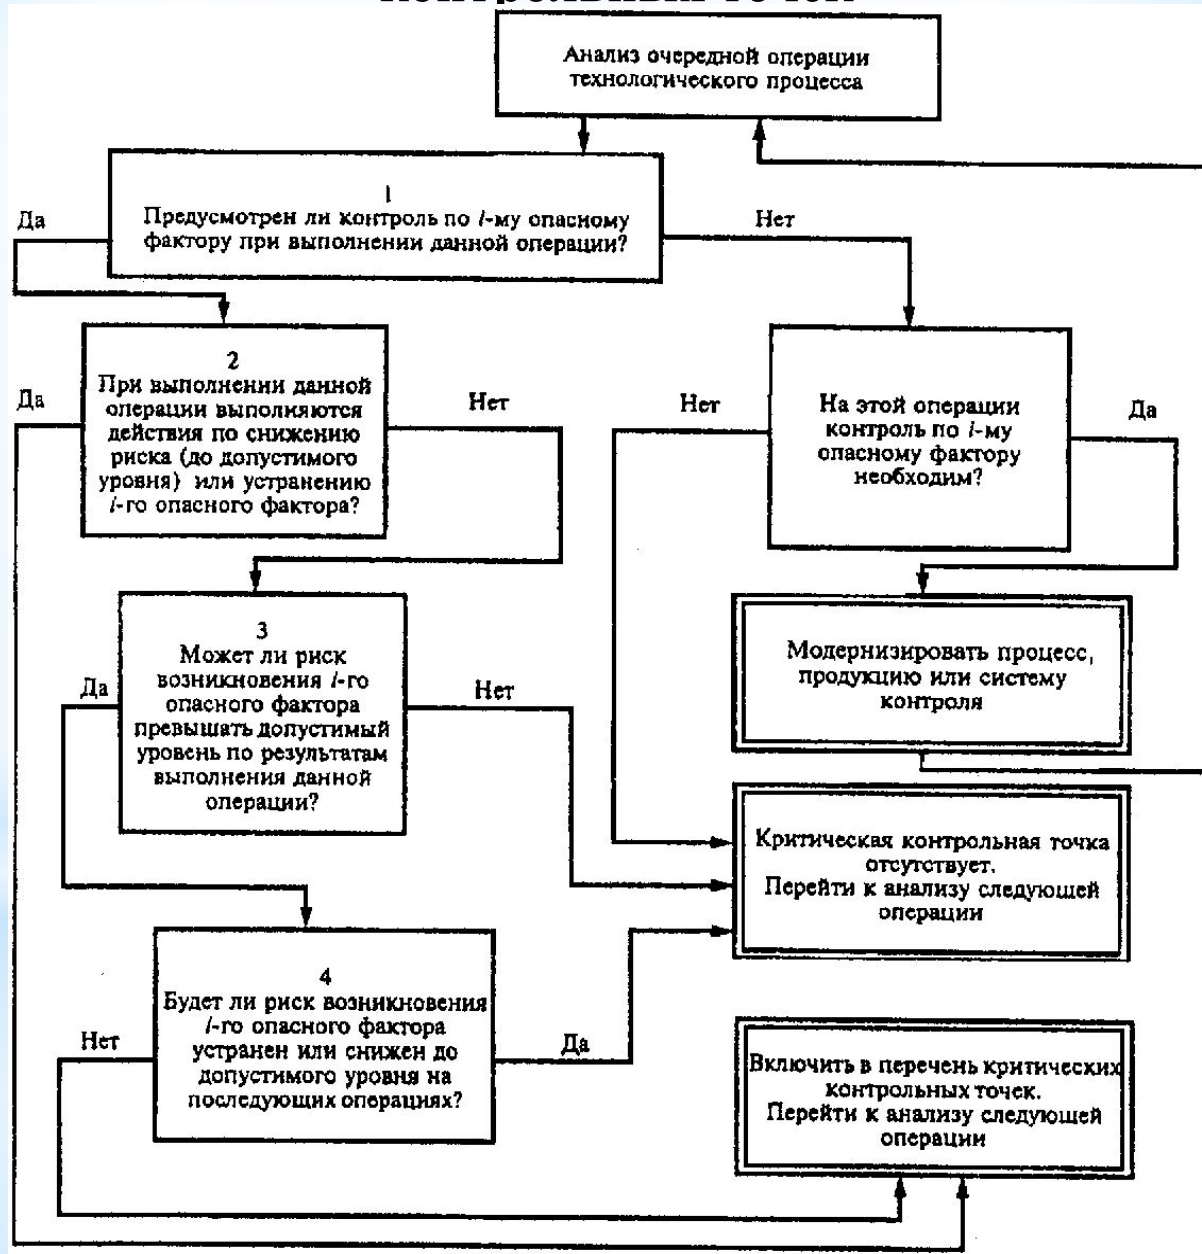 Анализ очередной операции
технологического процесса
1
Предусмотрен ли контроль по i-му опасному
фактору при выполнении данной операции?
Да
Нет
2
При выполнении данной
операции выполняются
действия по снижению
риска (до допустимого
уровня) или устранению
i-го опасного фактора?
Да
Нет
На этой операции
контроль по i-му
опасному фактору
необходим?
Нет
Да
3
Может ли риск
возникновения i-го
опасного фактора
превышать допустимый
уровень по результатам
выполнения данной
операции?
Да
Нет
Модернизировать процесс,
продукцию или систему
контроля
Критическая контрольная точка
отсутствует.
Перейти к анализу следующей
операции
4
Будет ли риск возникновения
i-го опасного фактора
устранен или снижен до
допустимого уровня на
последующих операциях?
Нет
Да
Включить в перечень критических
контрольных точек.
Перейти к анализу следующей
операции